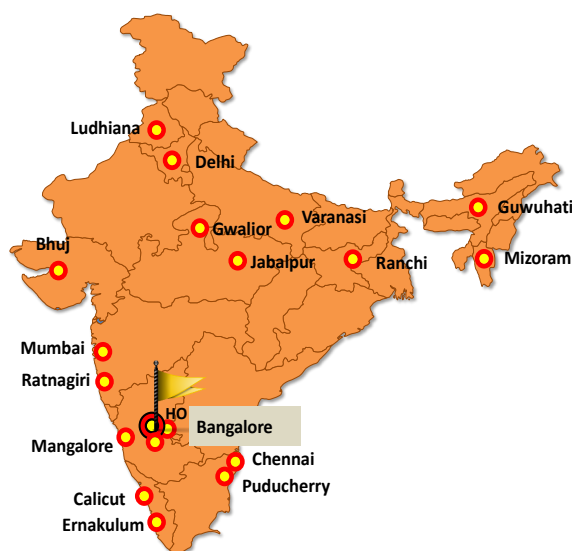 Ludhiana
Delhi
Guwuhati
Varanasi
Gwalior
Bhuj
Jabalpur
Ranchi
Mizoram
Mumbai
Ratnagiri
HO
Bangalore
Mangalore
Chennai
Puducherry
Calicut
Ernakulum